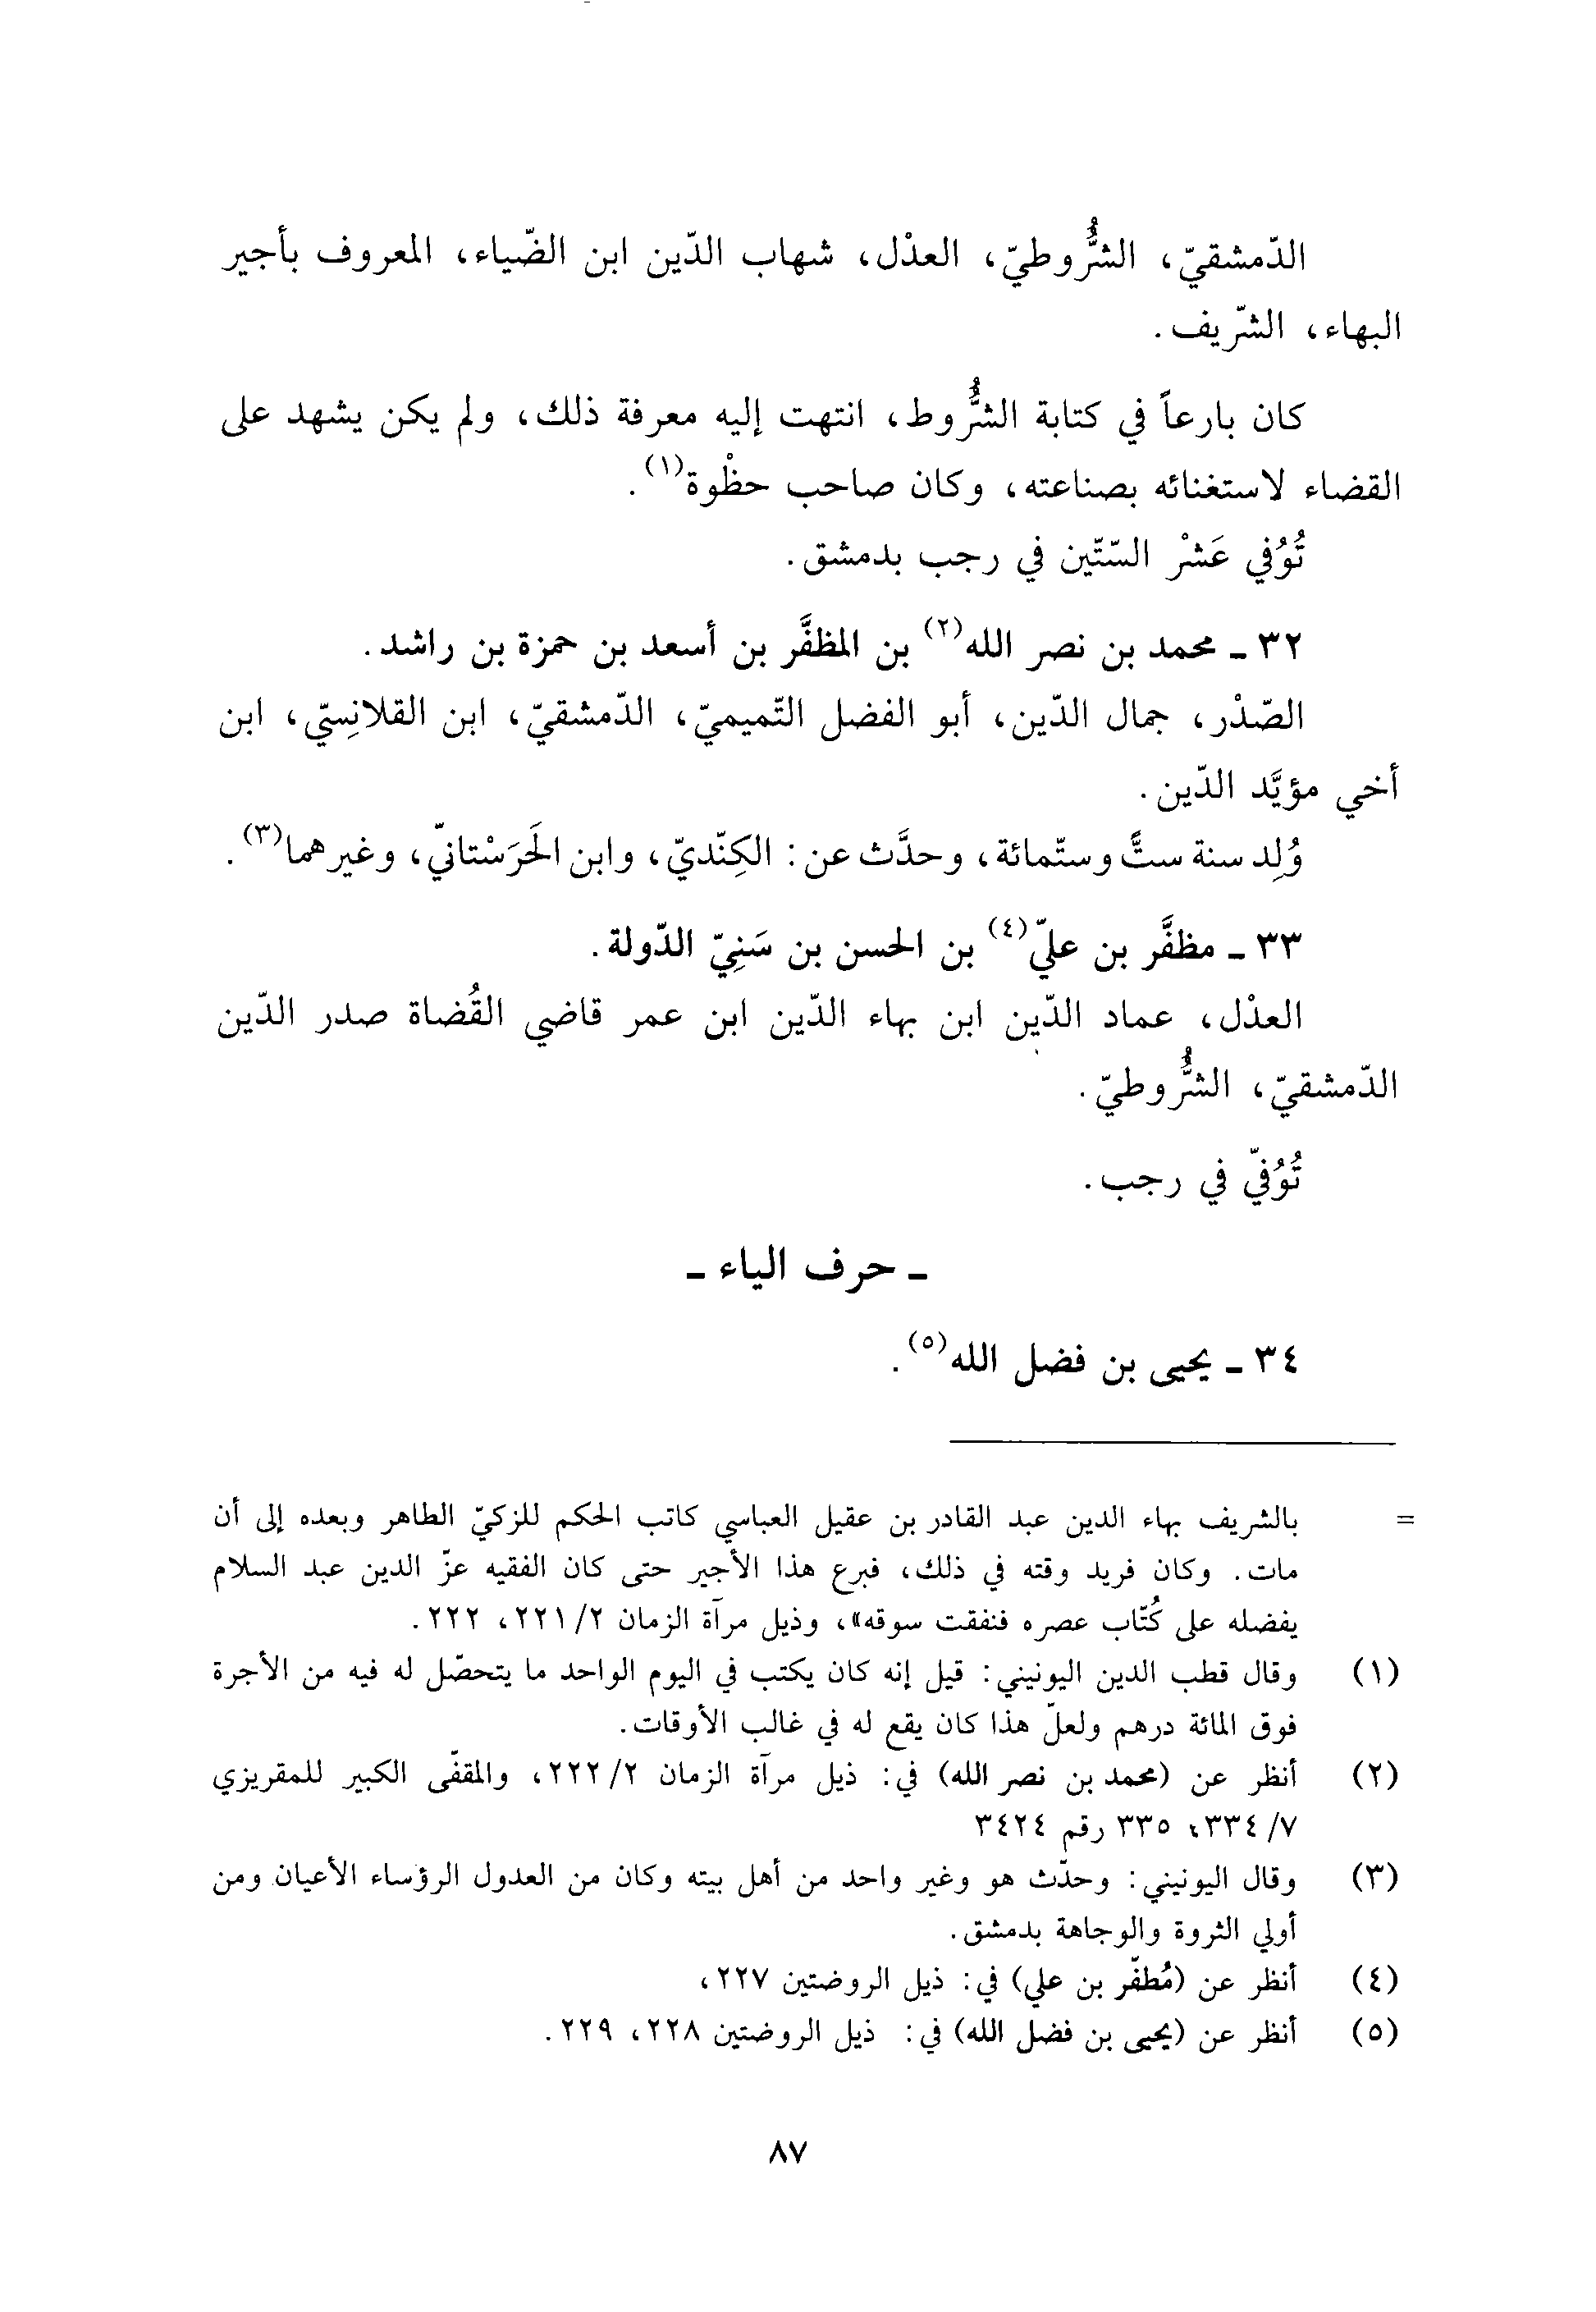 الدّمشقيّ، الشُّروطيّ، العدْل، شهاب الدّين ابن الضّياء، المعروف بأجير
البهاء، الشّريف.
كان بارعاً في كتابة الشُّروط، انتهت إليه معرفة ذلك، ولم يكن يشهد على
القضاء لاستغنائه بصناعته، وكان صاحب حظْوة(١).
تُوُفي عَشْر السّتّين في رجب بدمشق.
٣٢ ـ محمد بن نصر الله(٢) بن المظفَّر بن أسعد بن حمزة بن راشد.
الصّدْر، جمال الدّين، أبو الفضل التّميميّ، الدّمشقيّ، ابن القلانِسيّ، ابن
أخي مؤيَّد الدّين.
وُلِد سنة ستٍّ وستّمائة، وحدَّث عن: الكِنّديّ، وابن الحَرَسْتانيّ، وغيرهما(٣).
٣٣ ـ مظفَّر بن عليّ(٤) بن الحسن بن سَنِيّ الدّولة.
العدْل، عماد الدّين ابن بهاء الدّين ابن عمر قاضي القُضاة صدر الدّين
الدّمشقيّ، الشُّروطيّ.
تُوُفيّ في رجب.
ـ حرف الياء ـ
٣٤ ـ يحيى بن فضل الله(٥).
= بالشريف بهاء الدين عبد القادر بن عقيل العباسي كاتب الحكم للزكيّ الطاهر وبعده إلى أن
مات. وكان فريد وقته في ذلك، فبرع هذا الأجير حتى كان الفقيه عزّ الدين عبد السلام
يفضله على كُتّاب عصره فنفقت سوقه»، وذيل مرآة الزمان ٢/ ٢٢١، ٢٢٢.
(١) وقال قطب الدين اليونيني: قيل إنه كان يكتب في اليوم الواحد ما يتحصّل له فيه من الأجرة
فوق المائة درهم ولعلّ هذا كان يقع له في غالب الأوقات.
(٢) أنظر عن (محمد بن نصر الله) في: ذيل مرآة الزمان ٢/ ٢٢٢، والمقفّى الكبير للمقريزي
٧/ ٣٣٤، ٣٣٥ رقم ٣٤٢٤
(٣) وقال اليونيني: وحدّث هو وغير واحد من أهل بيته وكان من العدول الرؤساء الأعيان ومن
أولي الثروة والوجاهة بدمشق.
(٤) أنظر عن (مُطفّر بن علي) في: ذيل الروضتين ٢٢٧،
(٥) أنظر عن (يحيى بن فضل الله) في: ذيل الروضتين ٢٢٨، ٢٢٩.
٨٧